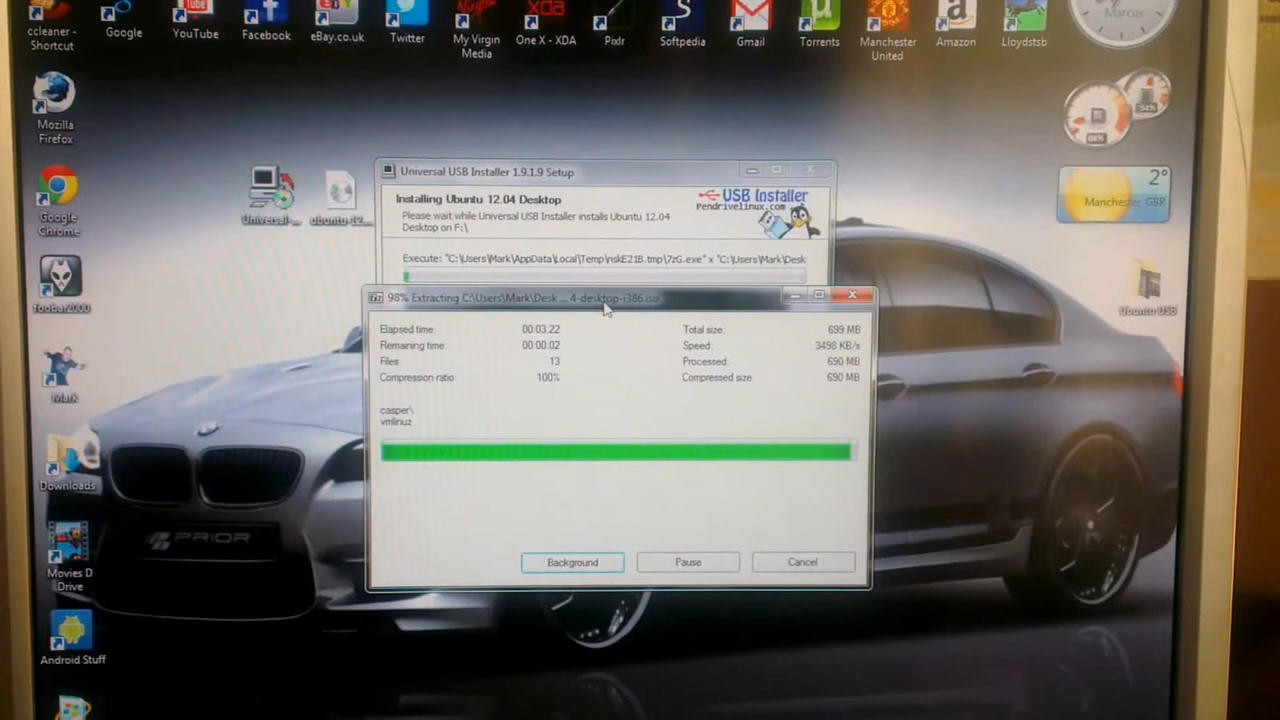 ccleaner -
Shortcut
Google
YouTube
Facebook
eBay.co.uk
Twitter
My Virgin
Media
xda
One X - XDA
Pixlr
S
Softpedia
Gmail
Torrents
Manchester
United
a
Amazon
Lloydstsb
Marcus
Mozilla
Firefox
Google
Chrome
foobar2000
Mark
Downloads
Movies D
Drive
Android Stuff
Universal-...
ubuntu-12....
Universal USB Installer 1.9.1.9 Setup
Installing Ubuntu 12.04 Desktop
Please wait while Universal USB Installer installs Ubuntu 12.04
Desktop on F:\
USB Installer
Pendrivelinux.com
Execute: "C:\Users\Mark\AppData\Local\Temp\nskE21B.tmp\7zG.exe" x "C:\Users\Mark\Desk
98% Extracting C:\Users\Mark\Desk ... 4-desktop-i386.iso
Elapsed time: 00:03:22
Remaining time: 00:00:02
Files: 13
Compression ratio: 100%
Total size: 699 MB
Speed: 3498 KB/s
Processed: 690 MB
Compressed size: 690 MB
casper\
vmlinuz
Background
Pause
Cancel
2°
Manchester, GBR
Ubuntu USB
PRIOR